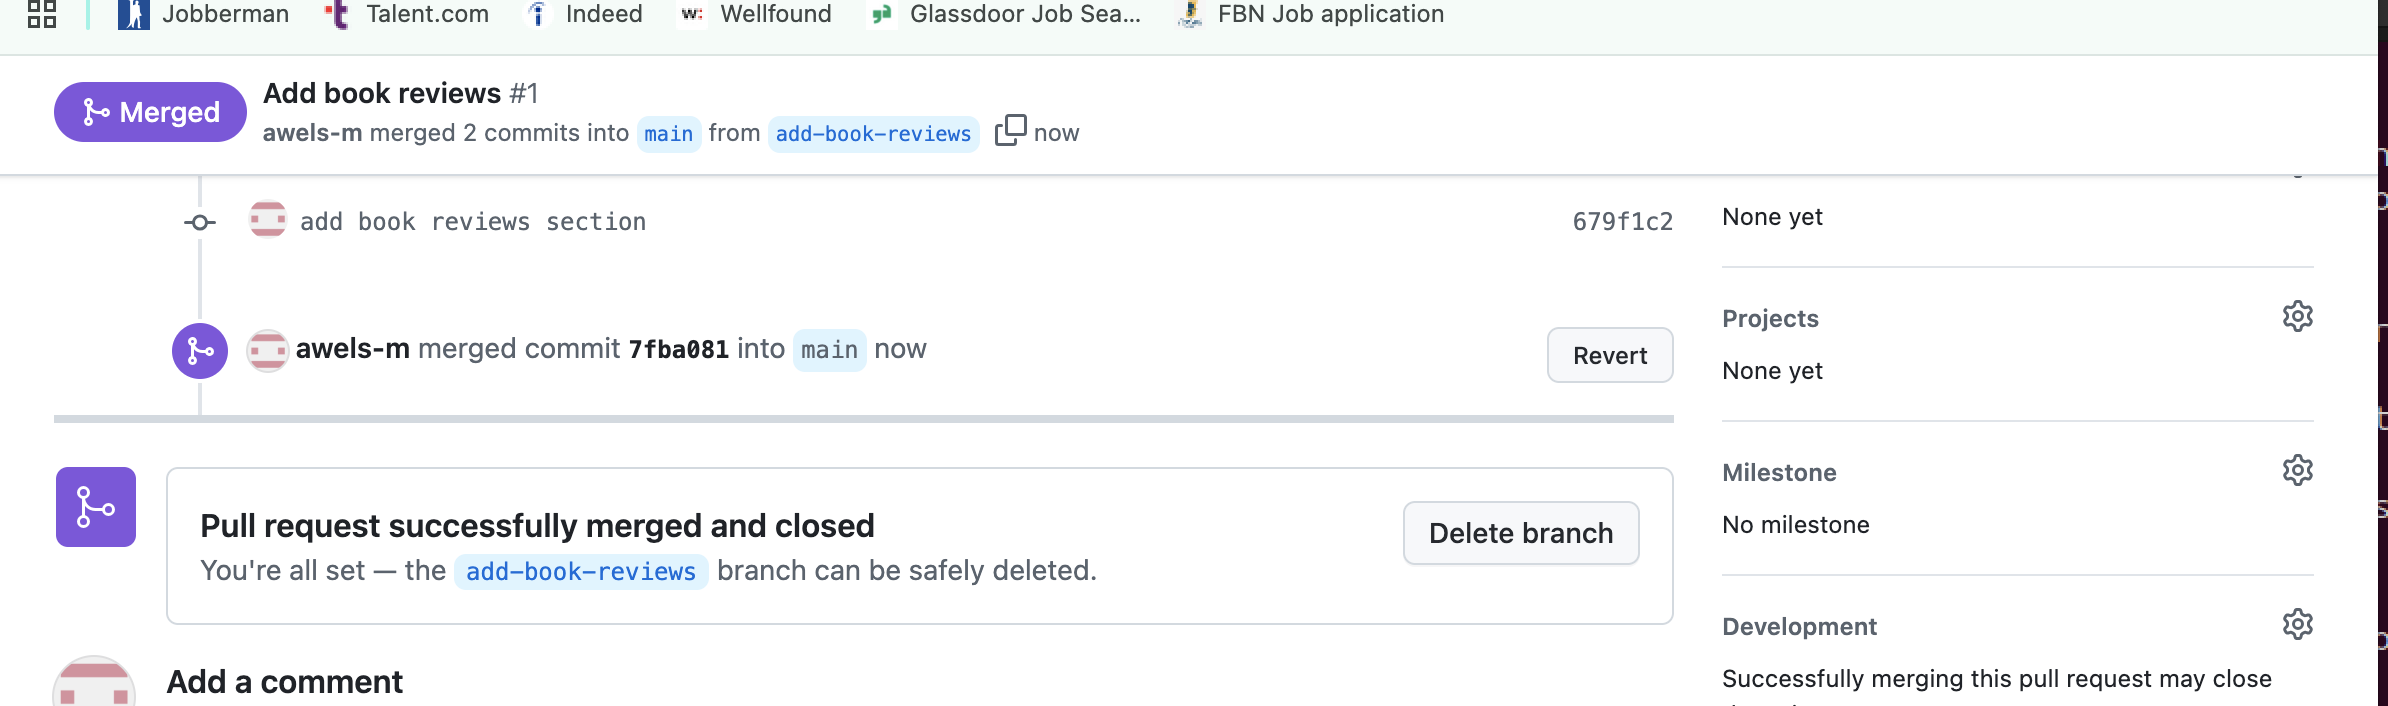 Jobberman Talent.com Indeed Wellfound Glassdoor Job Sea... FBN Job application
Merged
Add book reviews #1
awels-m merged 2 commits into main from add-book-reviews now
add book reviews section 679f1c2
awels-m merged commit 7fba081 into main now
Revert
Pull request successfully merged and closed
You're all set — the add-book-reviews branch can be safely deleted.
Delete branch
Add a comment
None yet
Projects
None yet
Milestone
No milestone
Development
Successfully merging this pull request may close